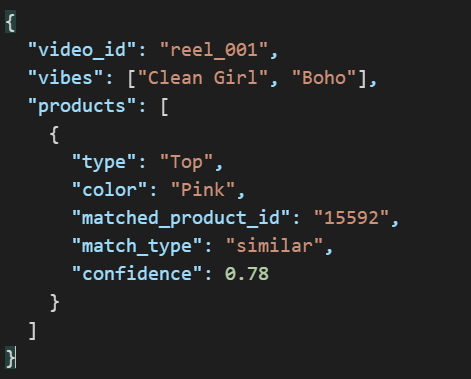 {
  "video_id": "reel_001",
  "vibes": ["Clean Girl", "Boho"],
  "products": [
    {
      "type": "Top",
      "color": "Pink",
      "matched_product_id": "15592",
      "match_type": "similar",
      "confidence": 0.78
    }
  ]
}